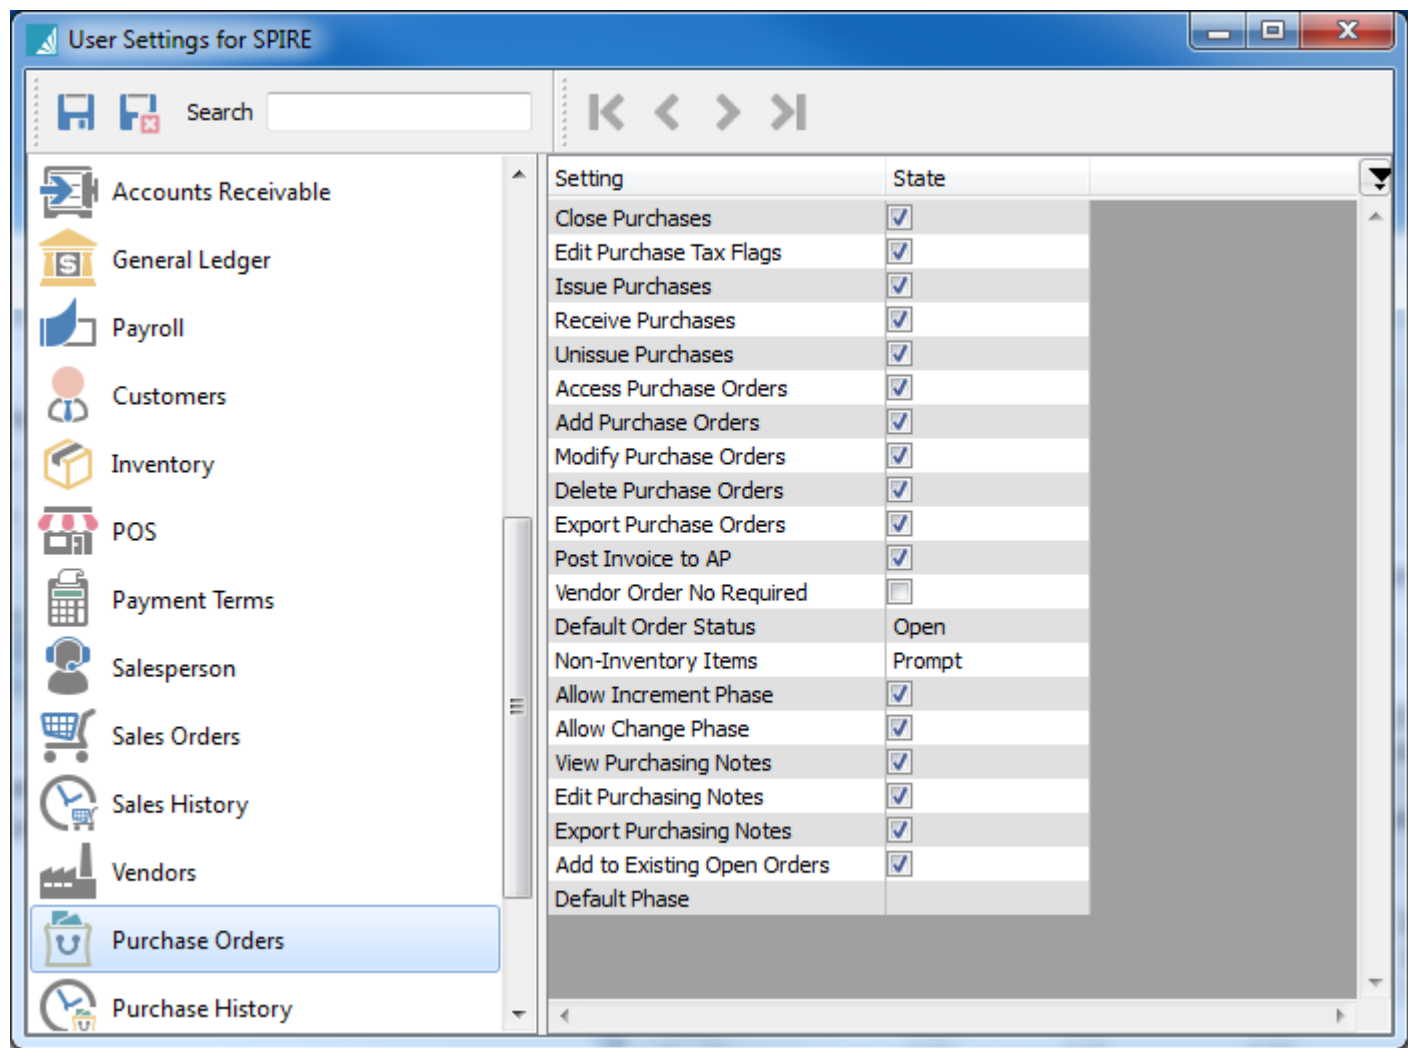 User Settings for SPIRE
Search
Accounts Receivable
General Ledger
Payroll
Customers
Inventory
POS
Payment Terms
Salesperson
Sales Orders
Sales History
Vendors
Purchase Orders
Purchase History
Setting State
Close Purchases
Edit Purchase Tax Flags
Issue Purchases
Receive Purchases
Unissue Purchases
Access Purchase Orders
Add Purchase Orders
Modify Purchase Orders
Delete Purchase Orders
Export Purchase Orders
Post Invoice to AP
Vendor Order No Required
Default Order Status Open
Non-Inventory Items Prompt
Allow Increment Phase
Allow Change Phase
View Purchasing Notes
Edit Purchasing Notes
Export Purchasing Notes
Add to Existing Open Orders
Default Phase